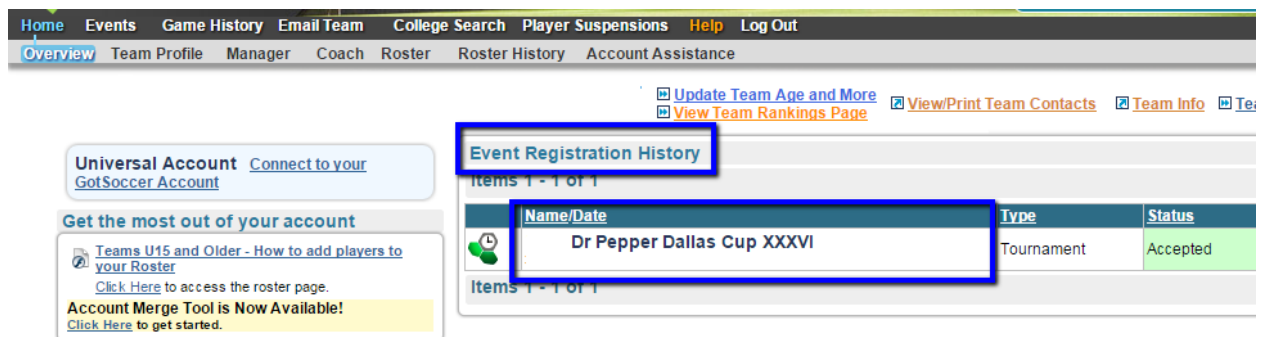 Home Events Game History Email Team College Search Player Suspensions Help Log Out
Overview Team Profile Manager Coach Roster Roster History Account Assistance
Update Team Age and More View/Print Team Contacts Team Info
View Team Rankings Page
Universal Account Connect to your
GotSoccer Account
Get the most out of your account
Teams U15 and Older - How to add players to
your Roster
Click Here to access the roster page.
Account Merge Tool is Now Available!
Click Here to get started.
Event Registration History
Items 1 - 1 of 1
Name/Date Type Status
Dr Pepper Dallas Cup XXXVI Tournament Accepted
Items 1 - 1 of 1